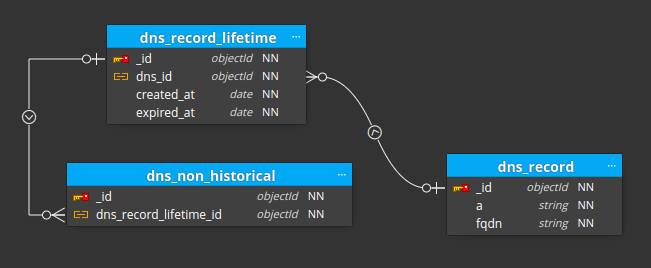 dns_record_lifetime ...
_id objectId NN
dns_id objectId NN
created_at date NN
expired_at date NN
dns_non_historical ...
_id objectId NN
dns_record_lifetime_id objectId NN
dns_record ...
_id objectId NN
a string NN
fqdn string NN